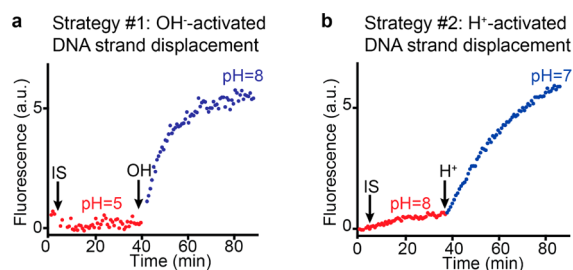 a Strategy #1: OH⁻-activated
DNA strand displacement
pH=8
5
OH⁻
IS
pH=5
0
0 20 40 60 80
Time (min)
Fluorescence (a.u.)
b Strategy #2: H⁺-activated
DNA strand displacement
pH=7
5
H⁺
IS
pH=8
0
0 20 40 60 80
Time (min)
Fluorescence (a.u.)